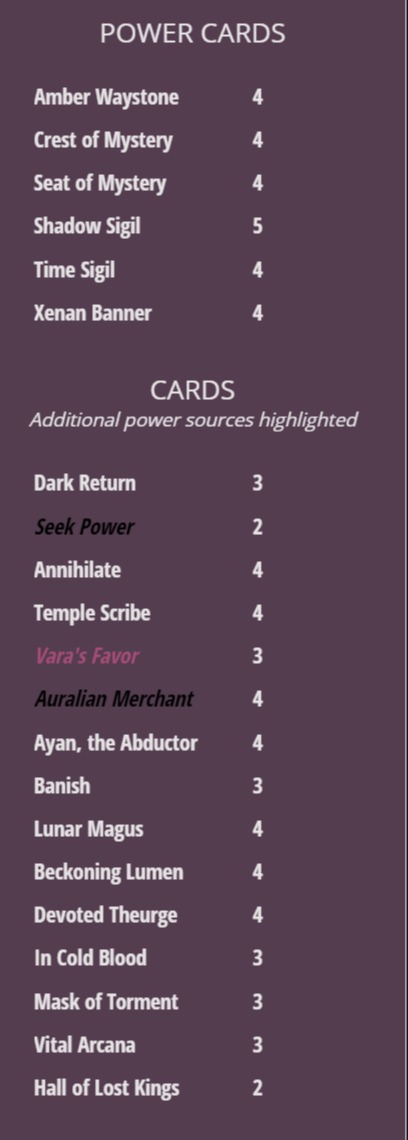 POWER CARDS
Amber Waystone 4
Crest of Mystery 4
Seat of Mystery 4
Shadow Sigil 5
Time Sigil 4
Xenan Banner 4
CARDS
Additional power sources highlighted
Dark Return 3
Seek Power 2
Annihilate 4
Temple Scribe 4
Vara's Favor 3
Auralian Merchant 4
Ayan, the Abductor 4
Banish 3
Lunar Magus 4
Beckoning Lumen 4
Devoted Theurge 4
In Cold Blood 3
Mask of Torment 3
Vital Arcana 3
Hall of Lost Kings 2